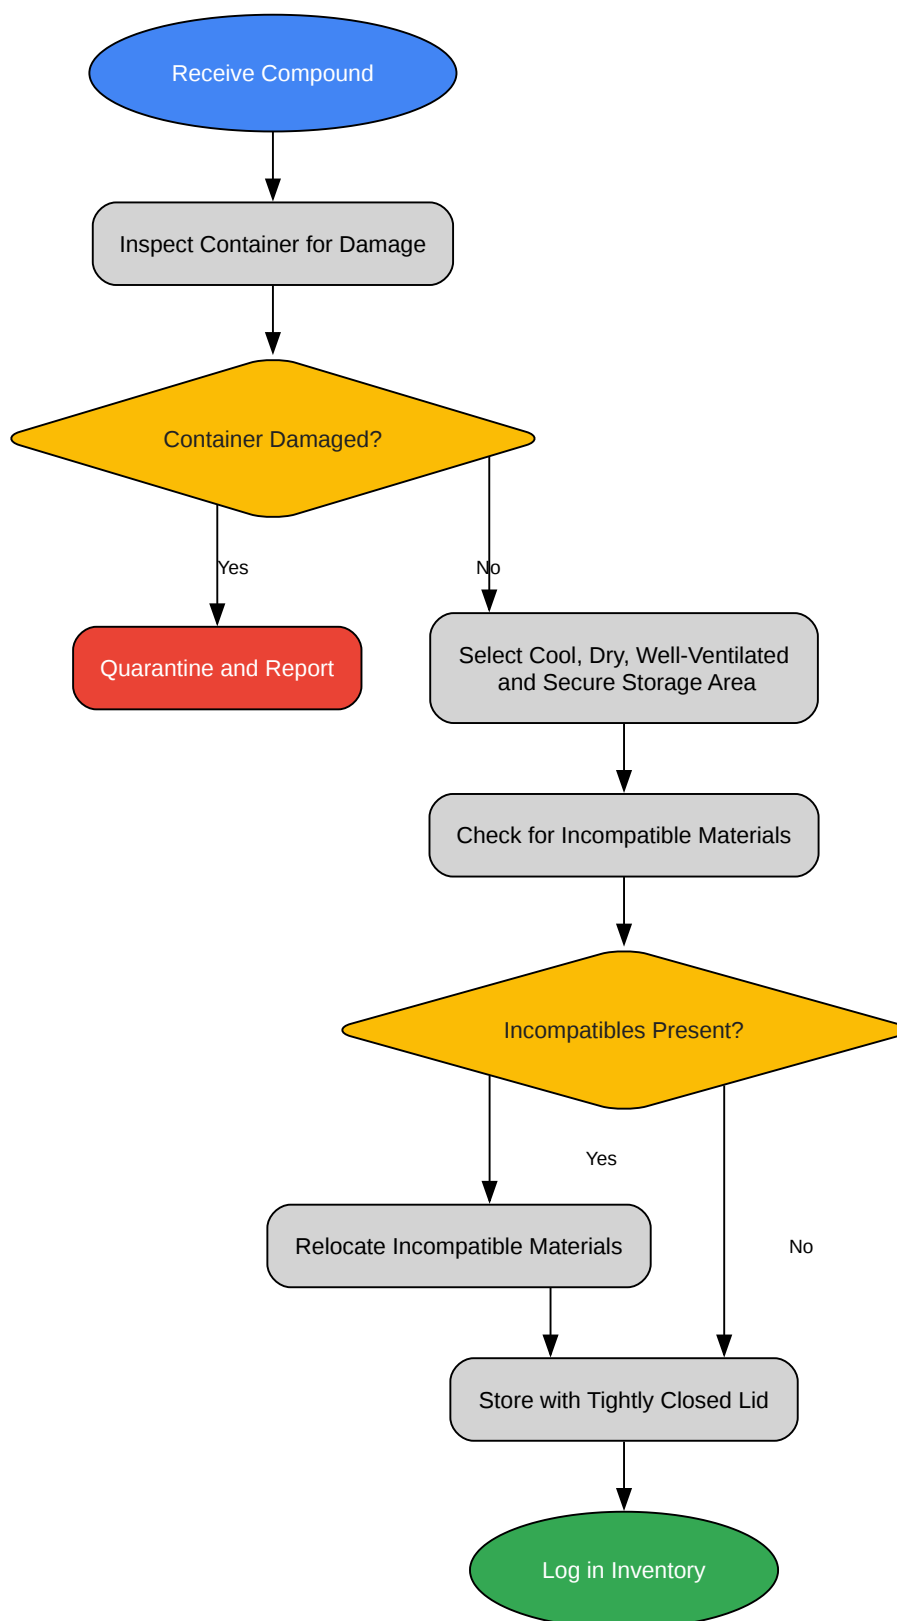 Receive Compound
Inspect Container for Damage
Container Damaged?
Yes
No
Quarantine and Report
Select Cool, Dry, Well-Ventilated
and Secure Storage Area
Check for Incompatible Materials
Incompatibles Present?
Yes
Relocate Incompatible Materials
No
Store with Tightly Closed Lid
Log in Inventory